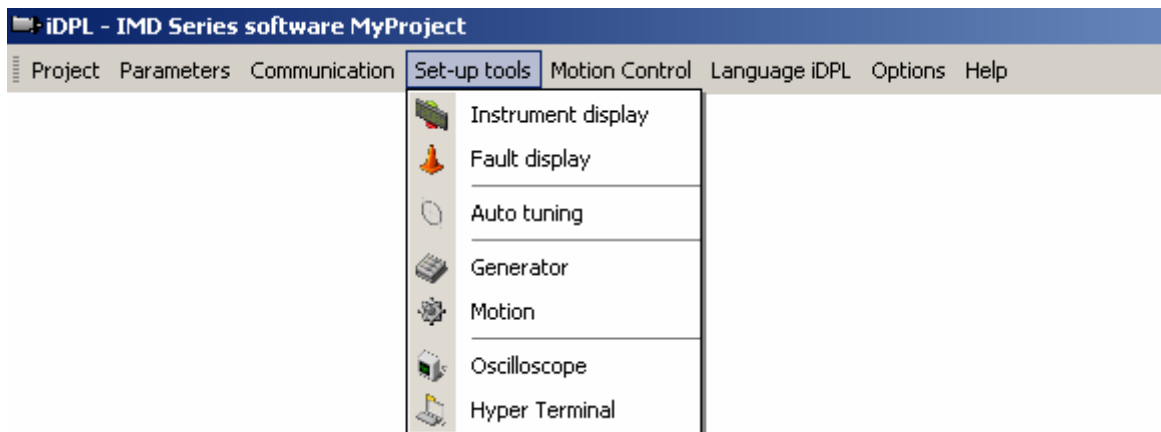 iDPL - IMD Series software MyProject
Project Parameters Communication Set-up tools Motion Control Language iDPL Options Help
Instrument display
Fault display
Auto tuning
Generator
Motion
Oscilloscope
Hyper Terminal